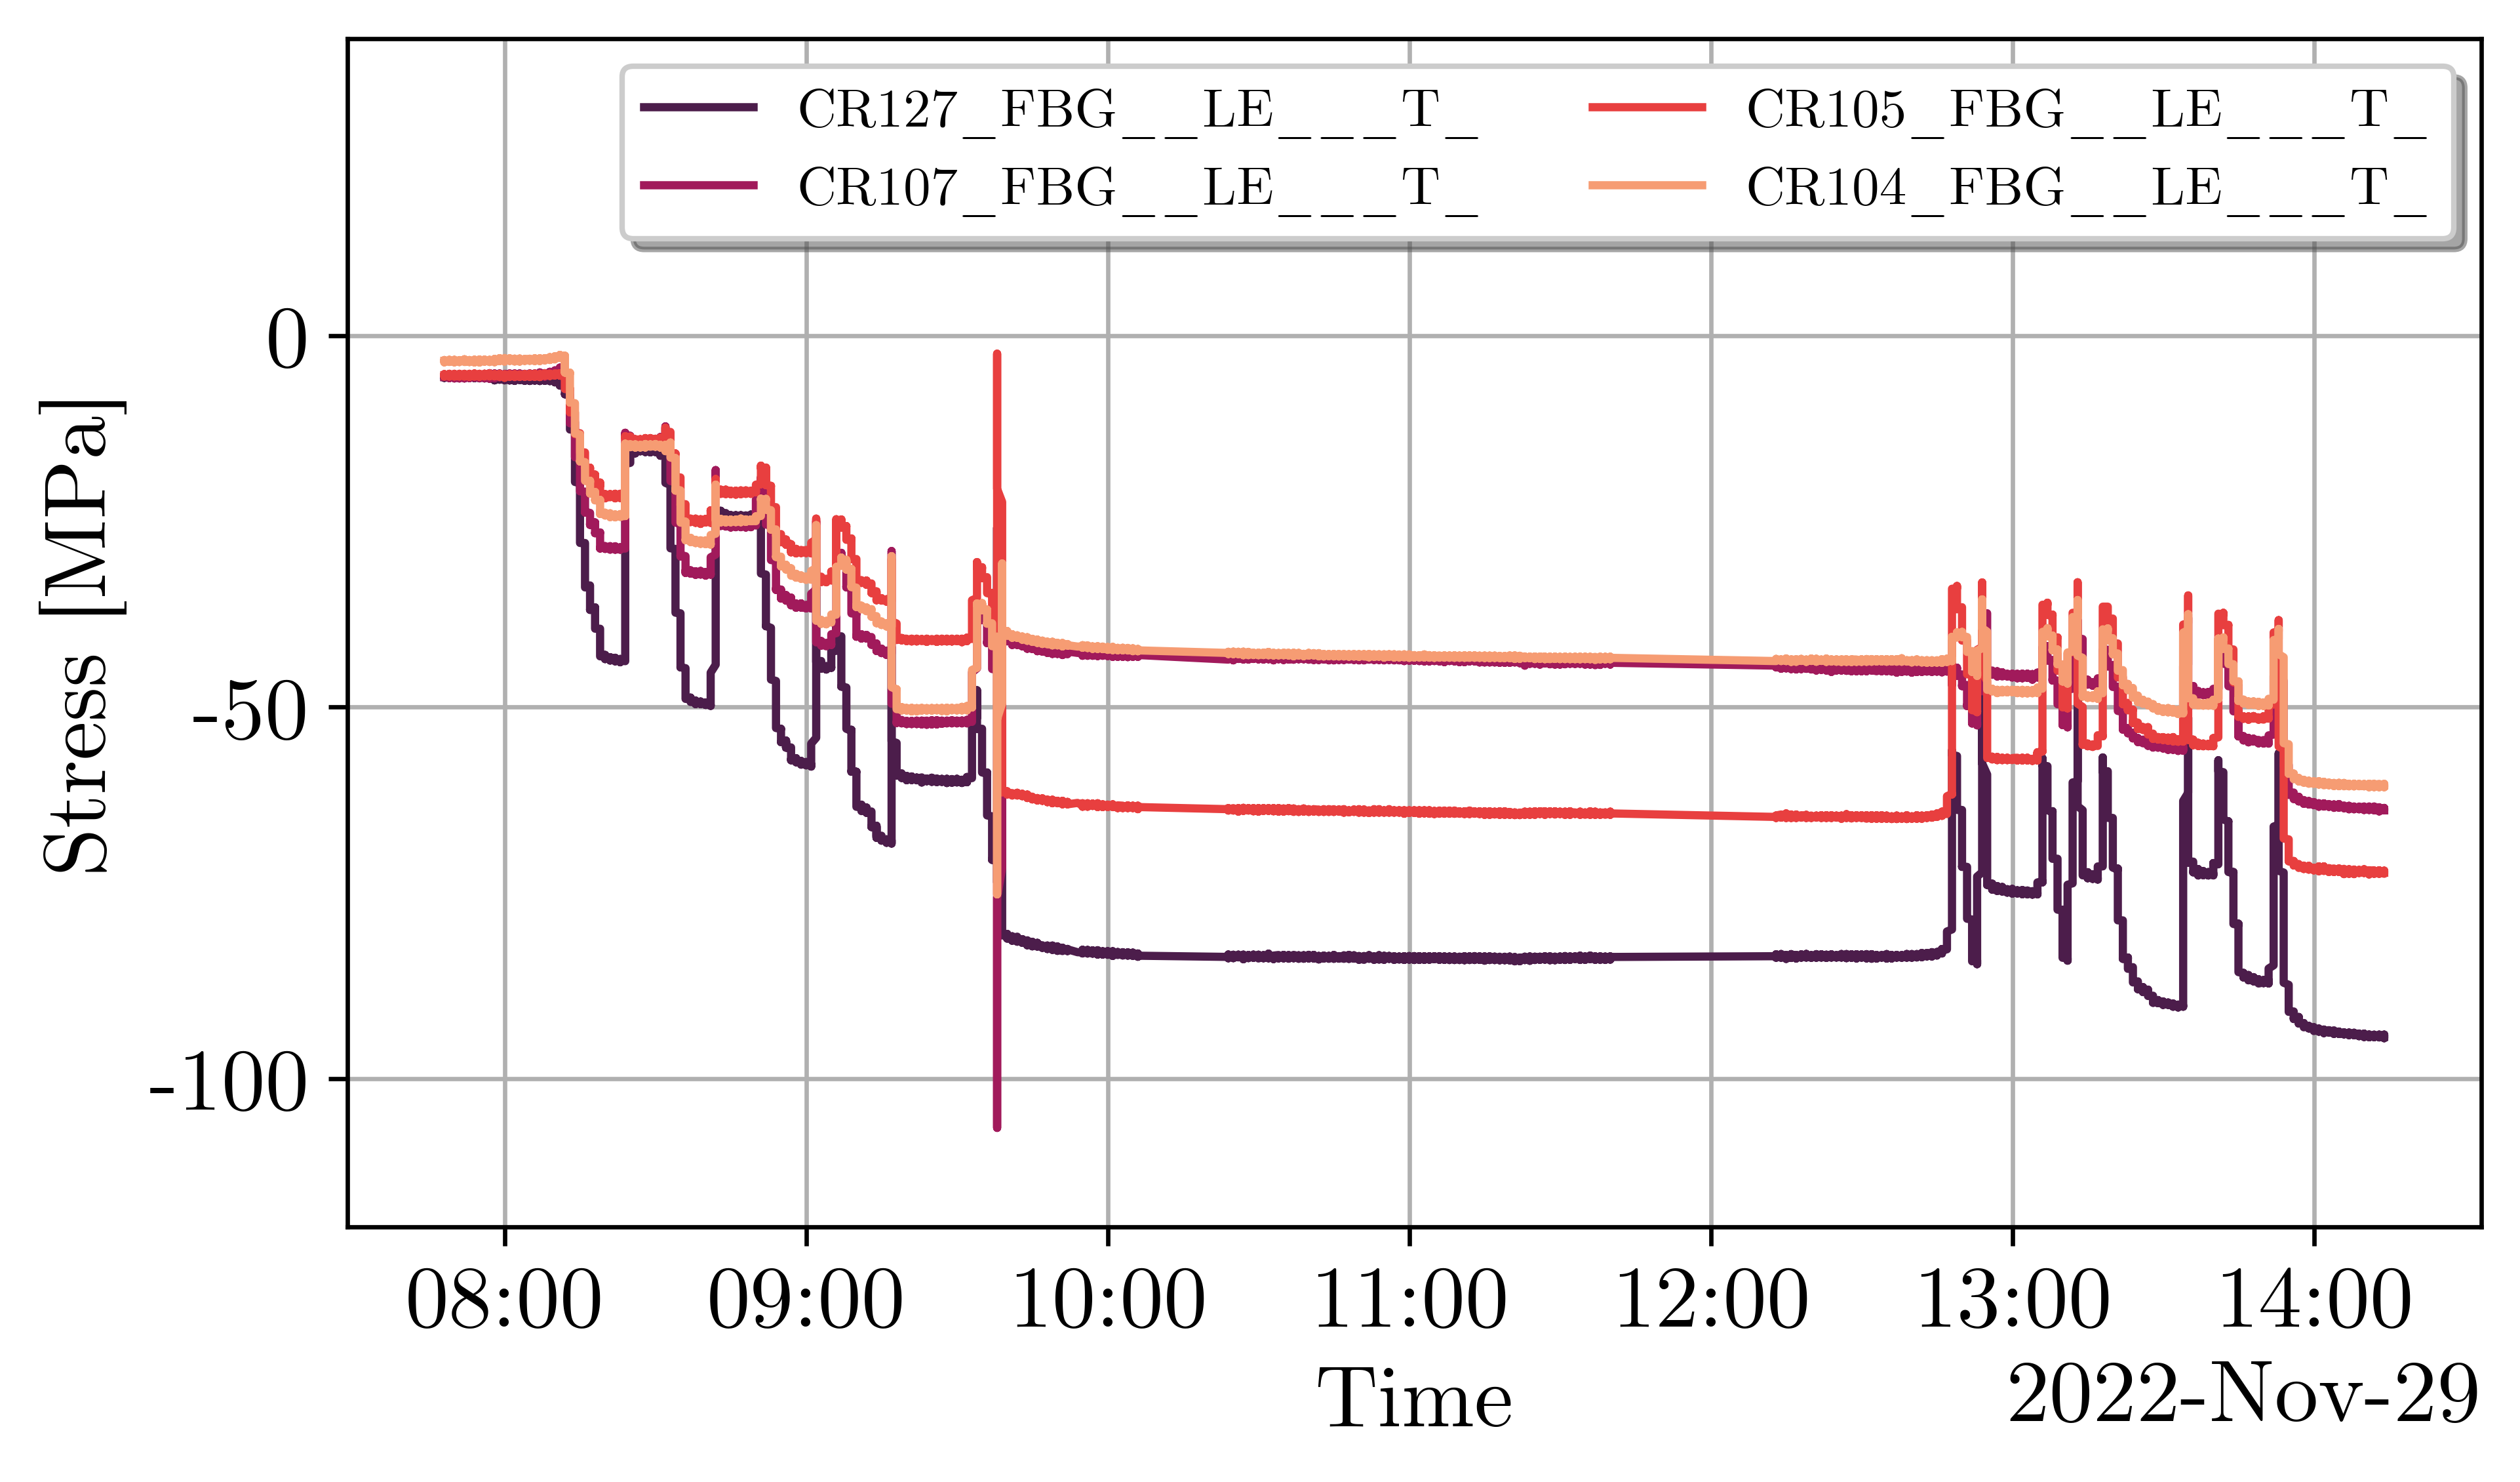 CR127_FBG__LE___T_
CR107_FBG__LE___T_
CR105_FBG__LE___T_
CR104_FBG__LE___T_
Stress [MPa]
0
-50
-100
08:00 09:00 10:00 11:00 12:00 13:00 14:00
Time
2022-Nov-29